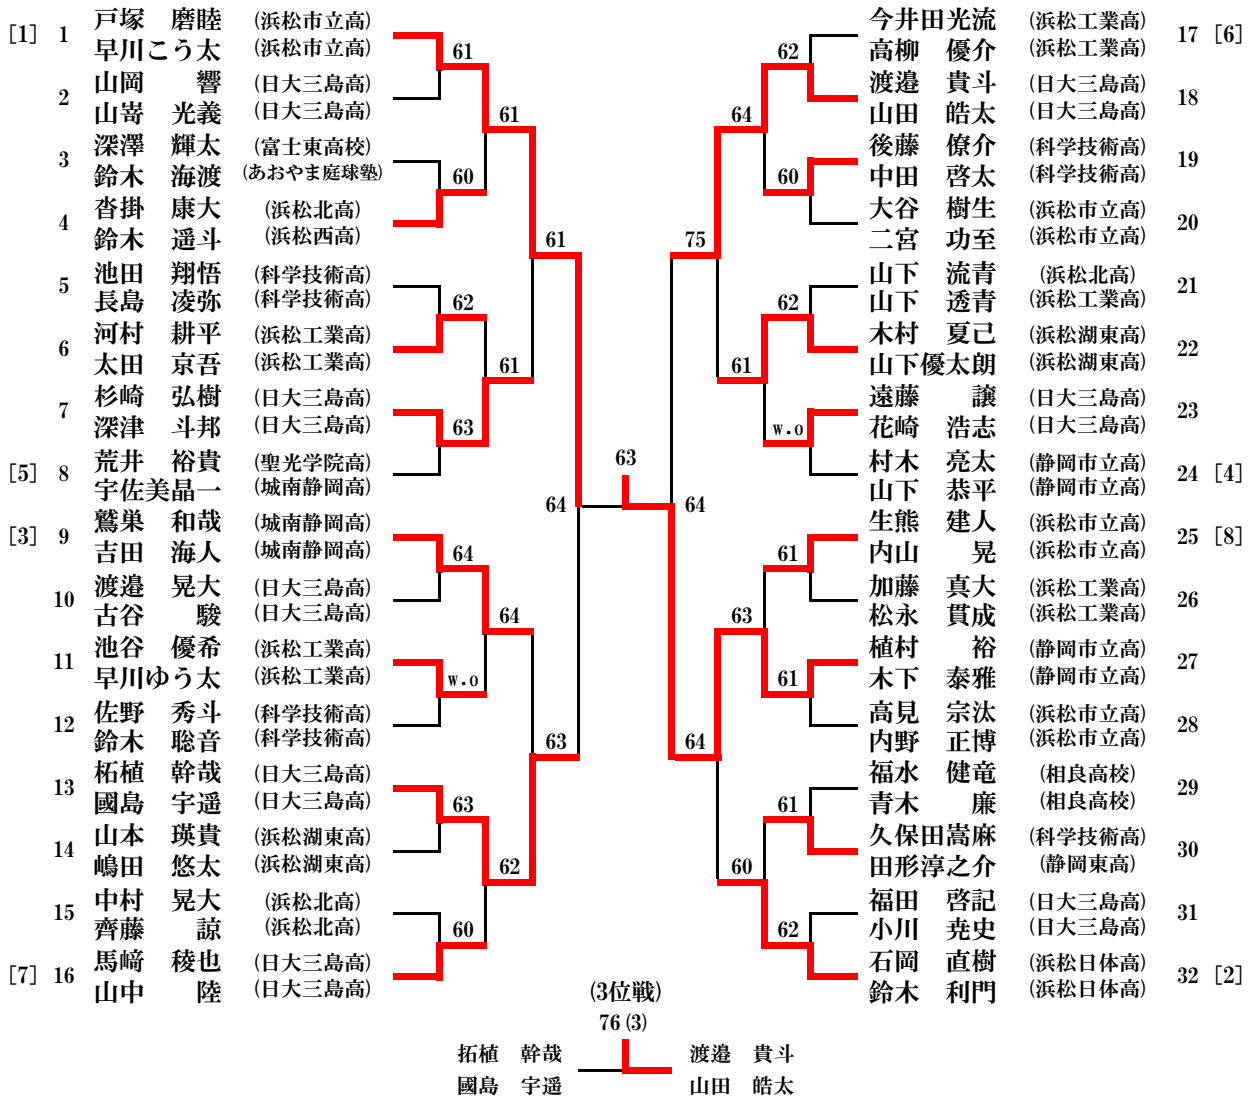 [1] 1 戸塚 磨睦 (浜松市立高)
早川こう太 (浜松市立高)
2 山岡 響 (日大三島高)
山嵜 光義 (日大三島高)
3 深澤 輝太 (富士東高校)
鈴木 海渡 (あおやま庭球塾)
4 沓掛 康大 (浜松北高)
鈴木 遥斗 (浜松西高)
5 池田 翔悟 (科学技術高)
長島 凌弥 (科学技術高)
6 河村 耕平 (浜松工業高)
太田 京吾 (浜松工業高)
7 杉崎 弘樹 (日大三島高)
深津 斗邦 (日大三島高)
[5] 8 荒井 裕貴 (聖光学院高)
宇佐美晶一 (城南静岡高)
[3] 9 鷲巣 和哉 (城南静岡高)
吉田 海人 (城南静岡高)
10 渡邉 晃大 (日大三島高)
古谷 駿 (日大三島高)
11 池谷 優希 (浜松工業高)
早川ゆう太 (浜松工業高)
12 佐野 秀斗 (科学技術高)
鈴木 聡音 (科学技術高)
13 柘植 幹哉 (日大三島高)
國島 宇遥 (日大三島高)
14 山本 瑛貴 (浜松湖東高)
嶋田 悠太 (浜松湖東高)
15 中村 晃大 (浜松北高)
齊藤 諒 (浜松北高)
[7] 16 馬﨑 稜也 (日大三島高)
山中 陸 (日大三島高)
61
60
62
63
64
w.o
63
60
61
61
64
62
61
63
64
63
64
75
64
64
61
63
60
62
60
62
w.o
61
61
61
62
今井田光流 (浜松工業高) 17 [6]
高柳 優介 (浜松工業高)
渡邉 貴斗 (日大三島高) 18
山田 皓太 (日大三島高)
後藤 僚介 (科学技術高) 19
中田 啓太 (科学技術高)
大谷 樹生 (浜松市立高) 20
二宮 功至 (浜松市立高)
山下 流青 (浜松北高) 21
山下 透青 (浜松工業高)
木村 夏己 (浜松湖東高) 22
山下優太朗 (浜松湖東高)
遠藤 譲 (日大三島高) 23
花崎 浩志 (日大三島高)
村木 亮太 (静岡市立高) 24 [4]
山下 恭平 (静岡市立高)
生熊 建人 (浜松市立高) 25 [8]
内山 晃 (浜松市立高)
加藤 真大 (浜松工業高) 26
松永 貫成 (浜松工業高)
植村 裕 (静岡市立高) 27
木下 泰雅 (静岡市立高)
高見 宗汰 (浜松市立高) 28
内野 正博 (浜松市立高)
福水 健竜 (相良高校) 29
青木 廉 (相良高校)
久保田嵩麻 (科学技術高) 30
田形淳之介 (静岡東高)
福田 啓記 (日大三島高) 31
小川 尭史 (日大三島高)
石岡 直樹 (浜松日体高) 32 [2]
鈴木 利門 (浜松日体高)
(3位戦)
76(3)
拓植 幹哉 渡邉 貴斗
國島 宇遥 山田 皓太